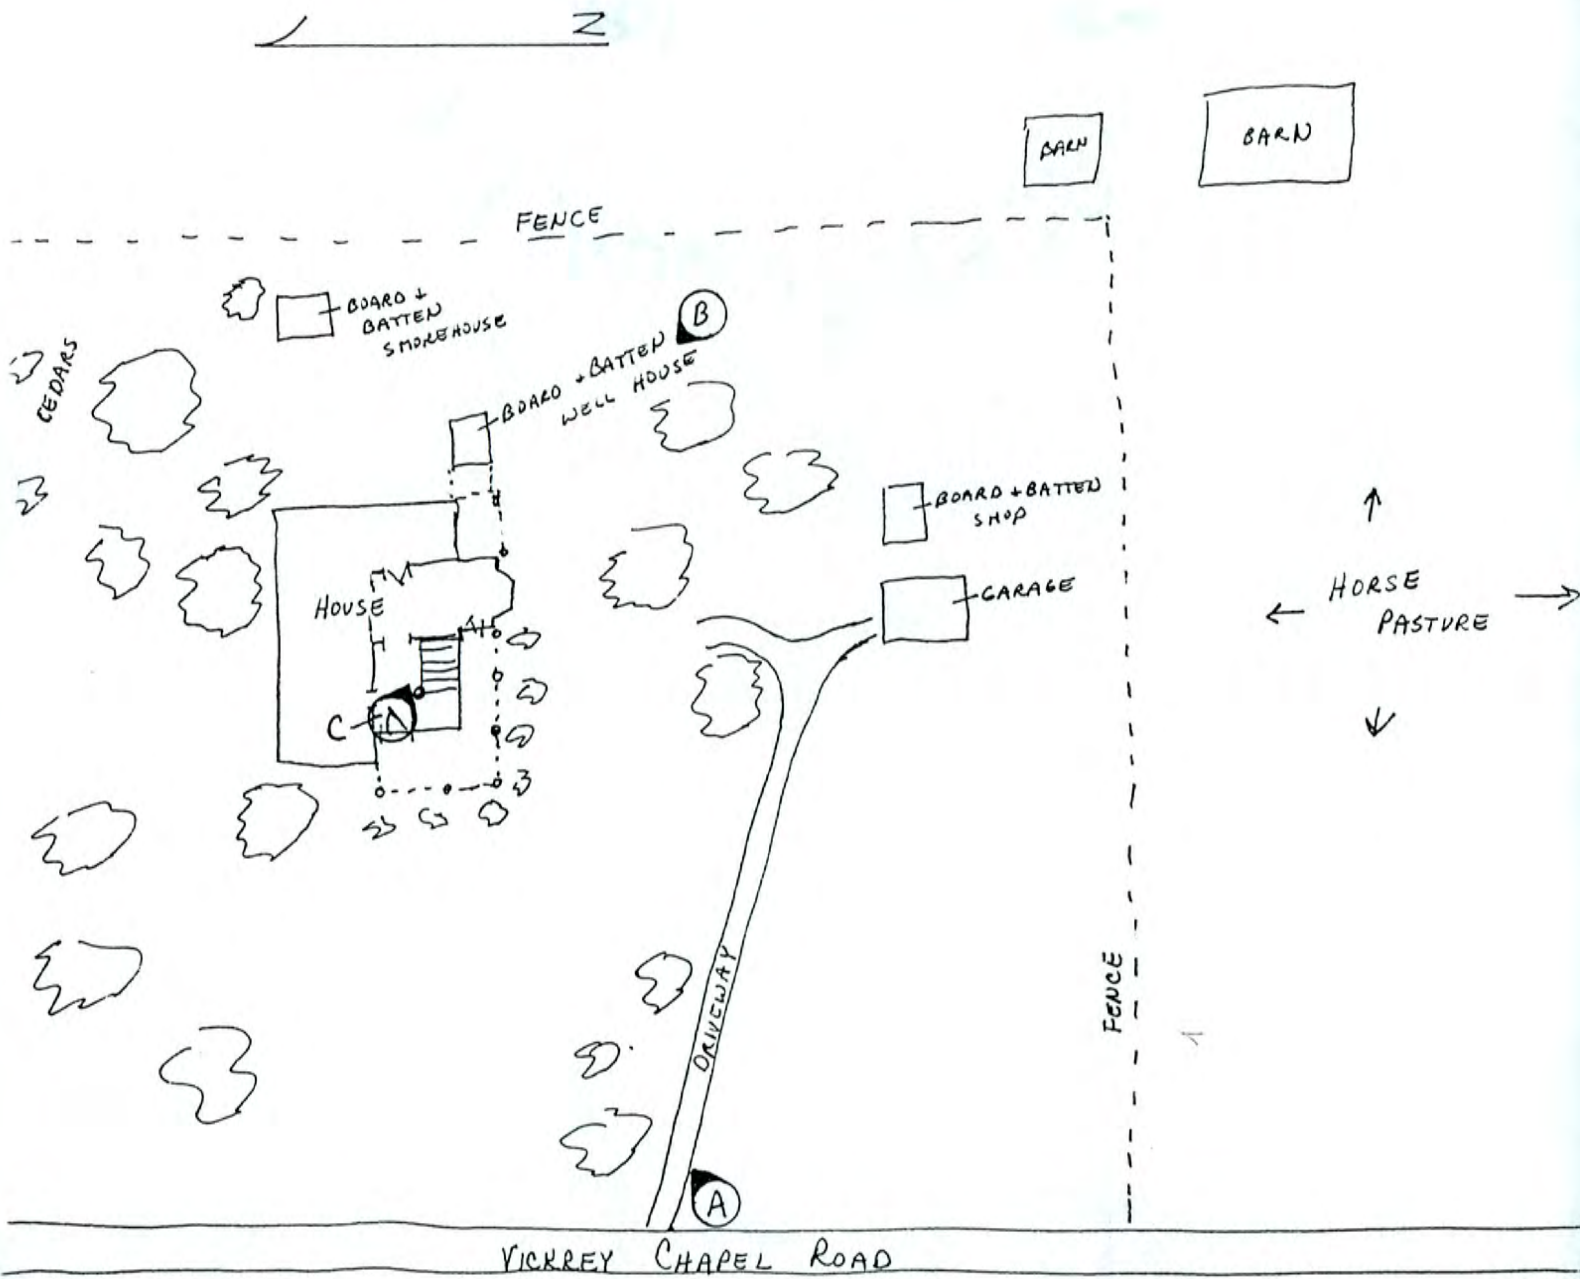 N
BARN
BARN
FENCE
BOARD +
BATTEN
SMOKEHOUSE
B
CEDARS
BOARD + BATTEN
WELL HOUSE
BOARD + BATTEN
SHOP
GARAGE
HORSE
PASTURE
HOUSE
C
DRIVEWAY
FENCE
A
VICKREY CHAPEL ROAD